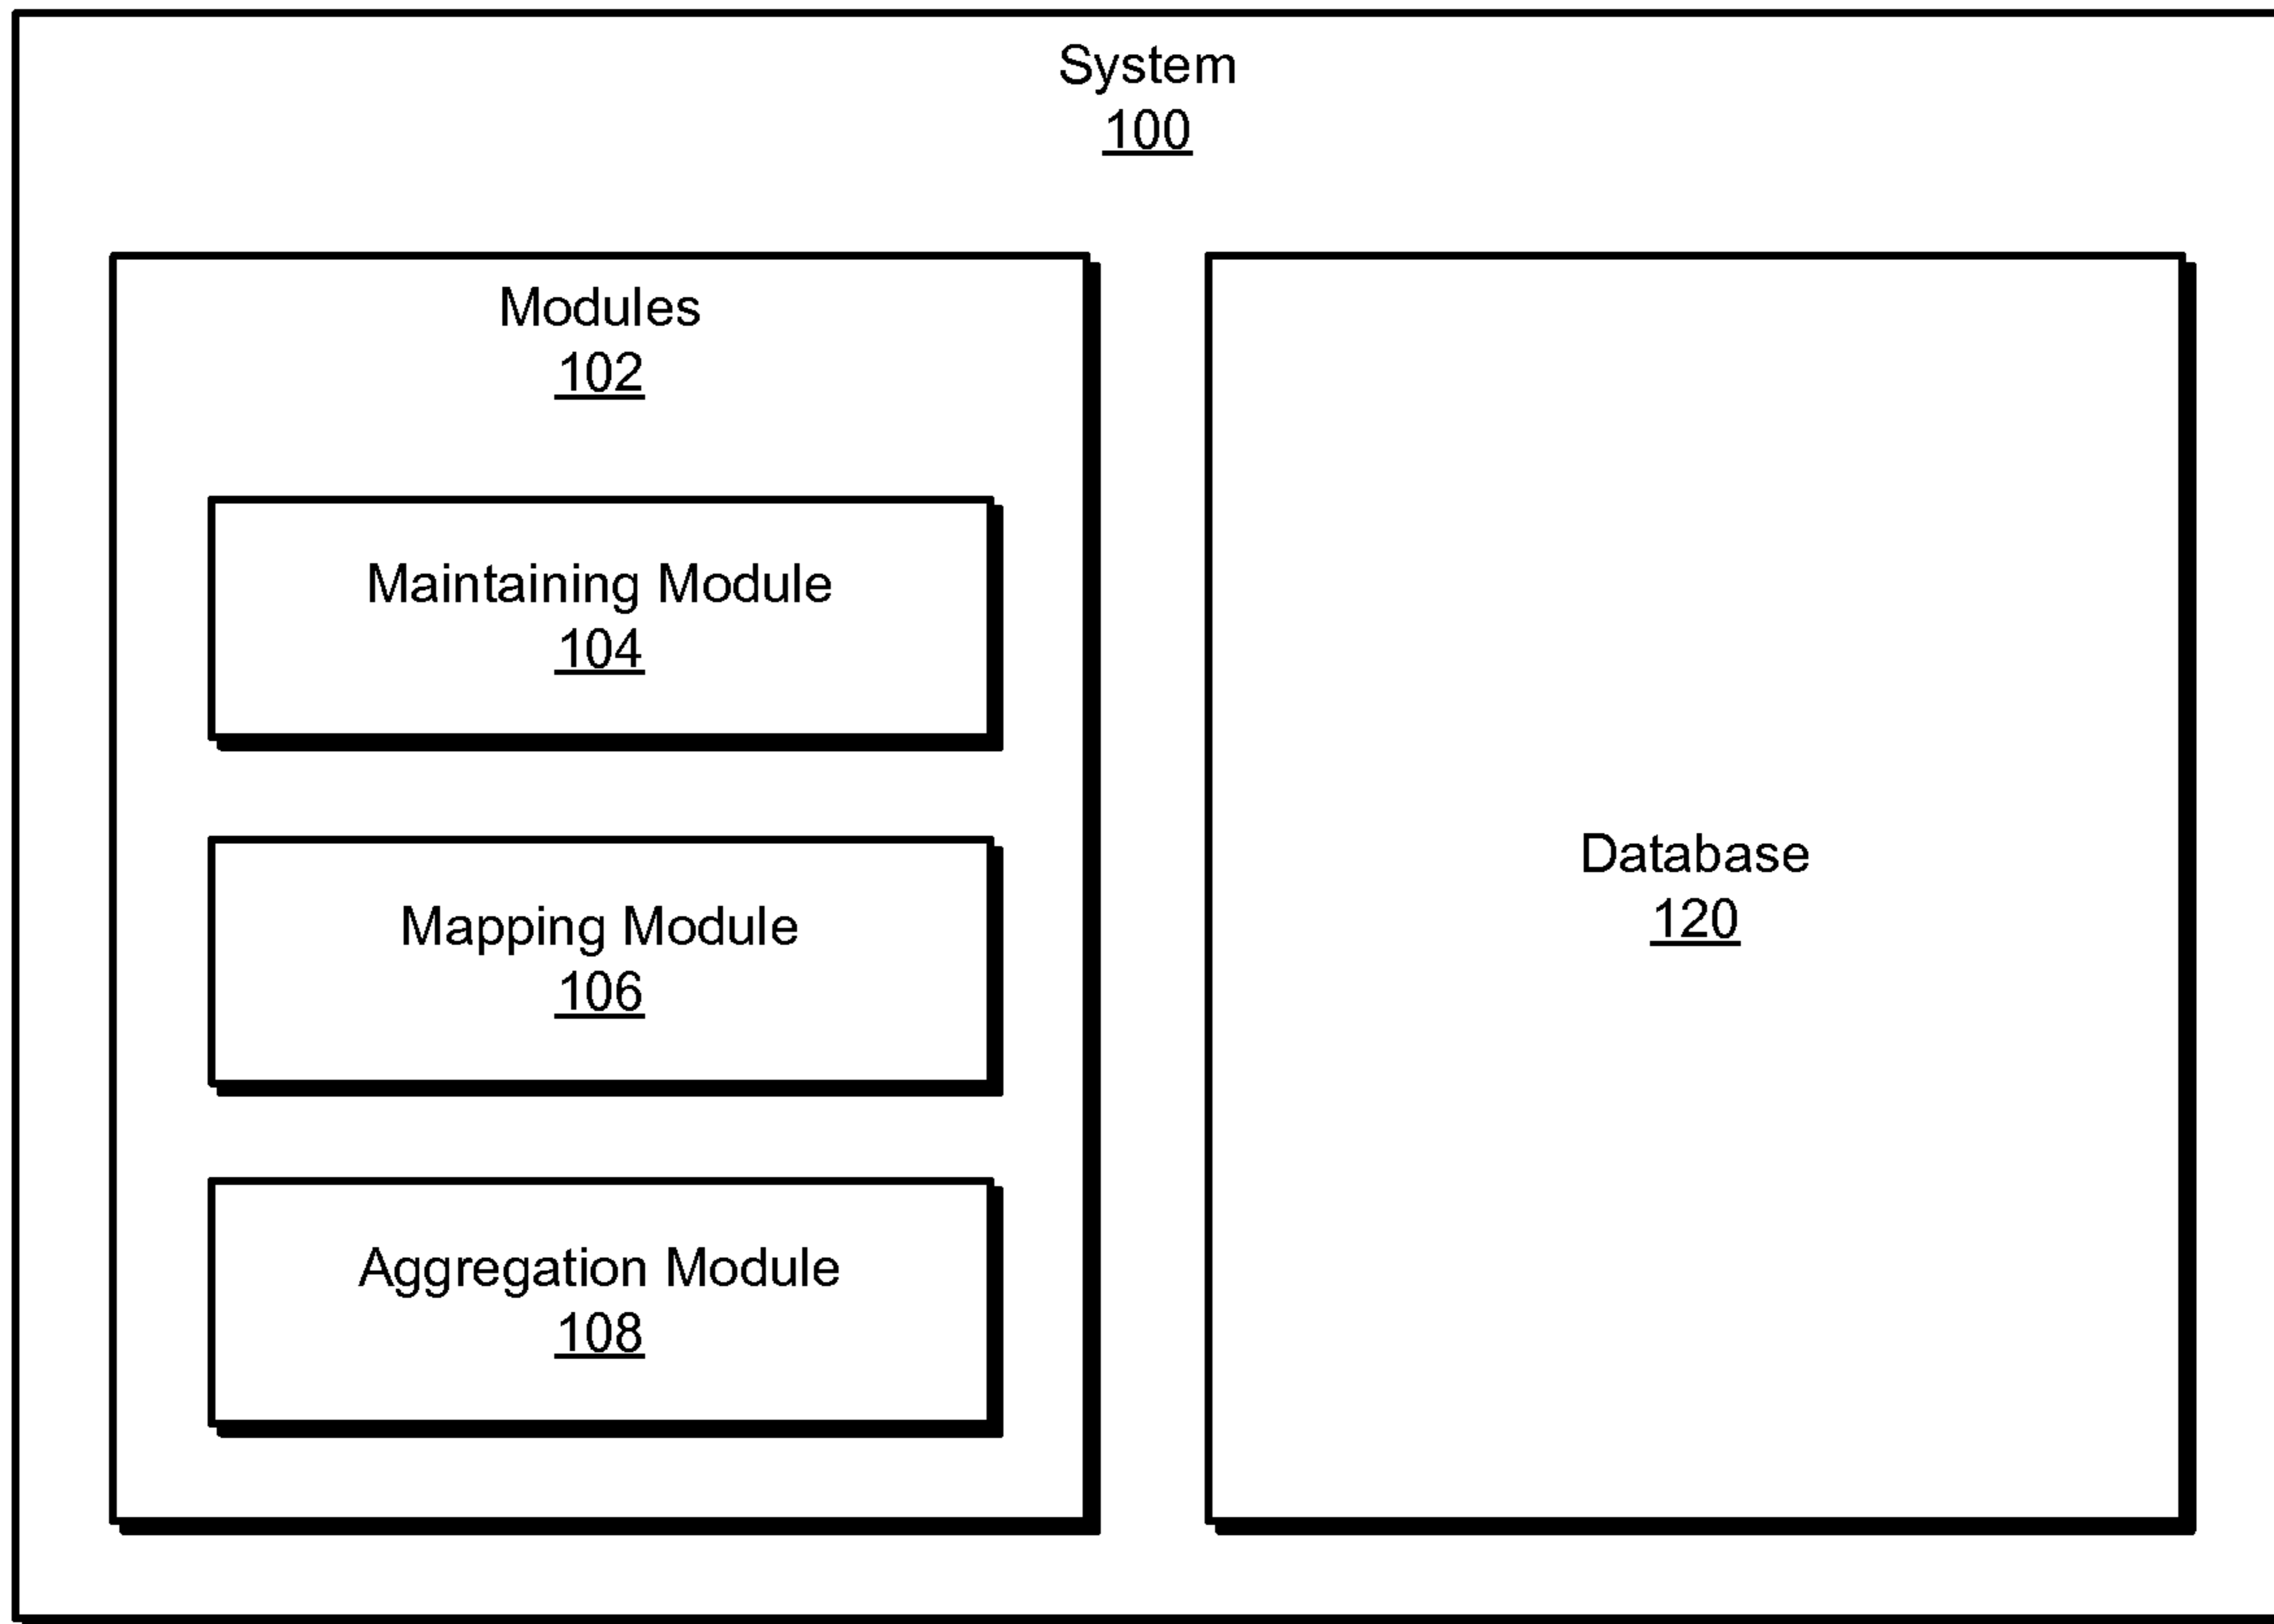 System
100
Modules
102
Maintaining Module
104
Mapping Module
106
Aggregation Module
108
Database
120